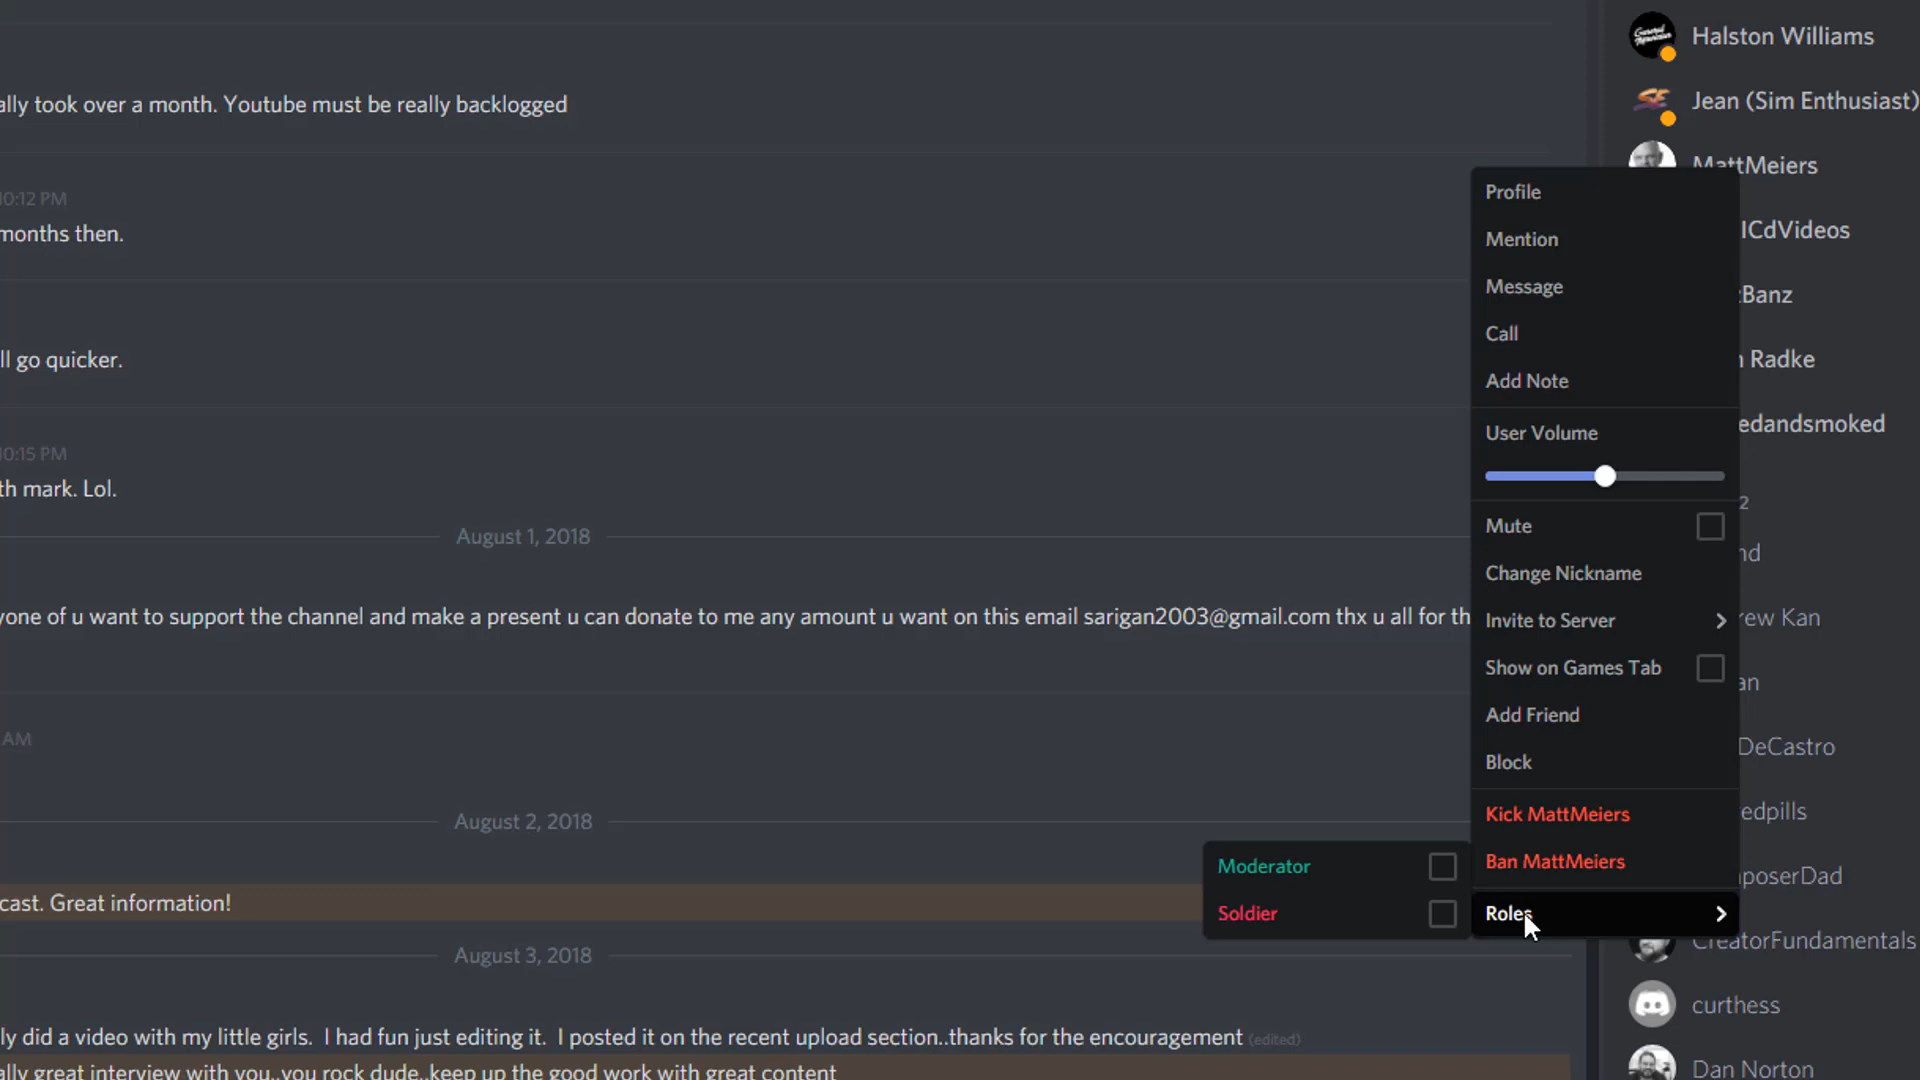 ally took over a month. Youtube must be really backlogged
10:12 PM
months then.
ll go quicker.
10:15 PM
th mark. Lol.
August 1, 2018
yone of u want to support the channel and make a present u can donate to me any amount u want on this email sarigan2003@gmail.com thx u all for th
AM
August 2, 2018
cast. Great information!
August 3, 2018
ly did a video with my little girls. I had fun just editing it. I posted it on the recent upload section..thanks for the encouragement (edited)
ally great interview with you..you rock dude..keep up the good work with great content
Profile
Mention
Message
Call
Add Note
User Volume
Mute
Change Nickname
Invite to Server
Show on Games Tab
Add Friend
Block
Kick MattMeiers
Ban MattMeiers
Roles
Moderator
Soldier
Halston Williams
Jean (Sim Enthusiast)
MattMeiers
ICdVideos
Banz
Radke
edandsmoked
2
nd
rew Kan
an
DeCastro
edpills
poserDad
CreatorFundamentals
curthess
Dan Norton